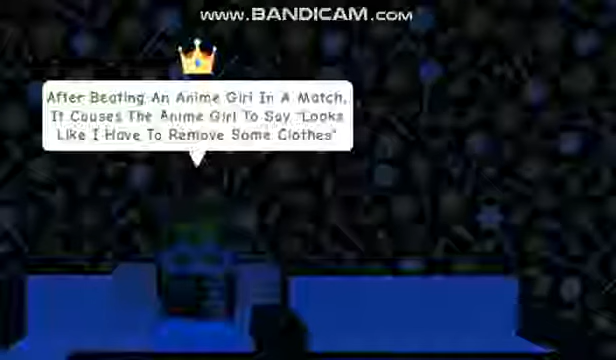 www.BANDICAM.com
After Beating An Anime Girl In A Match,
It Causes The Anime Girl To Say "Looks
Like I Have To Remove Some Clothes"